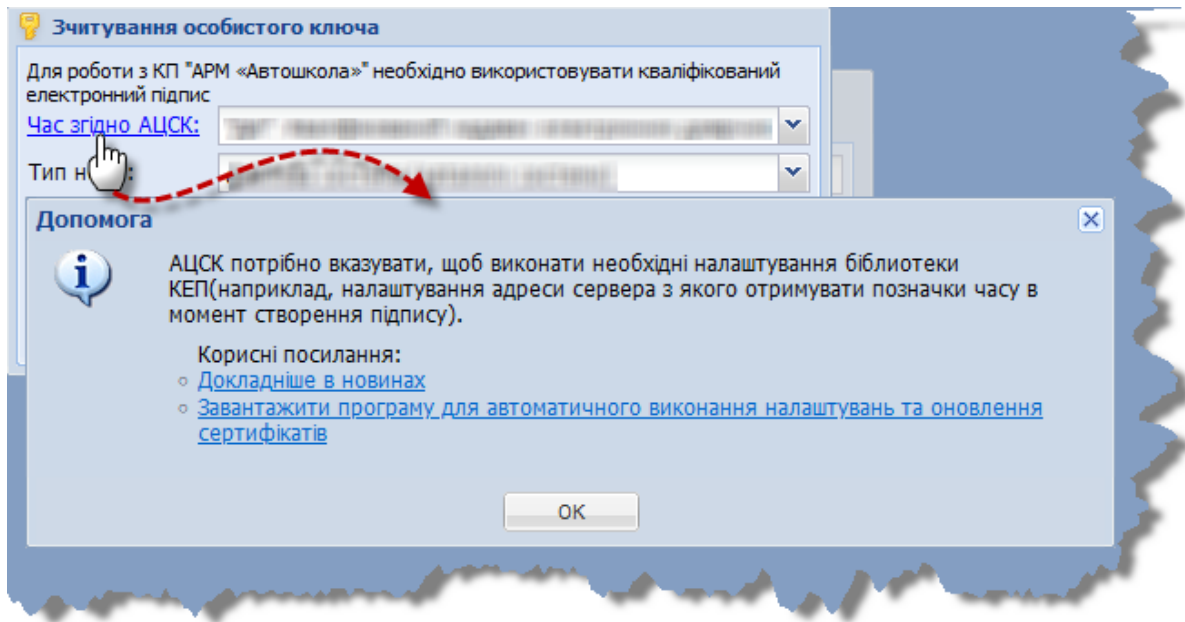 Зчитування особистого ключа
Для роботи з КП "АРМ «Автошкола»" необхідно використовувати кваліфікований
електронний підпис
Час згідно АЦСК:
Тип н
Допомога
АЦСК потрібно вказувати, щоб виконати необхідні налаштування біблиотеки
КЕП(наприклад, налаштування адреси сервера з якого отримувати позначки часу в
момент створення підпису).
Корисні посилання:
Докладніше в новинах
Завантажити програму для автоматичного виконання налаштувань та оновлення
сертифікатів
OK